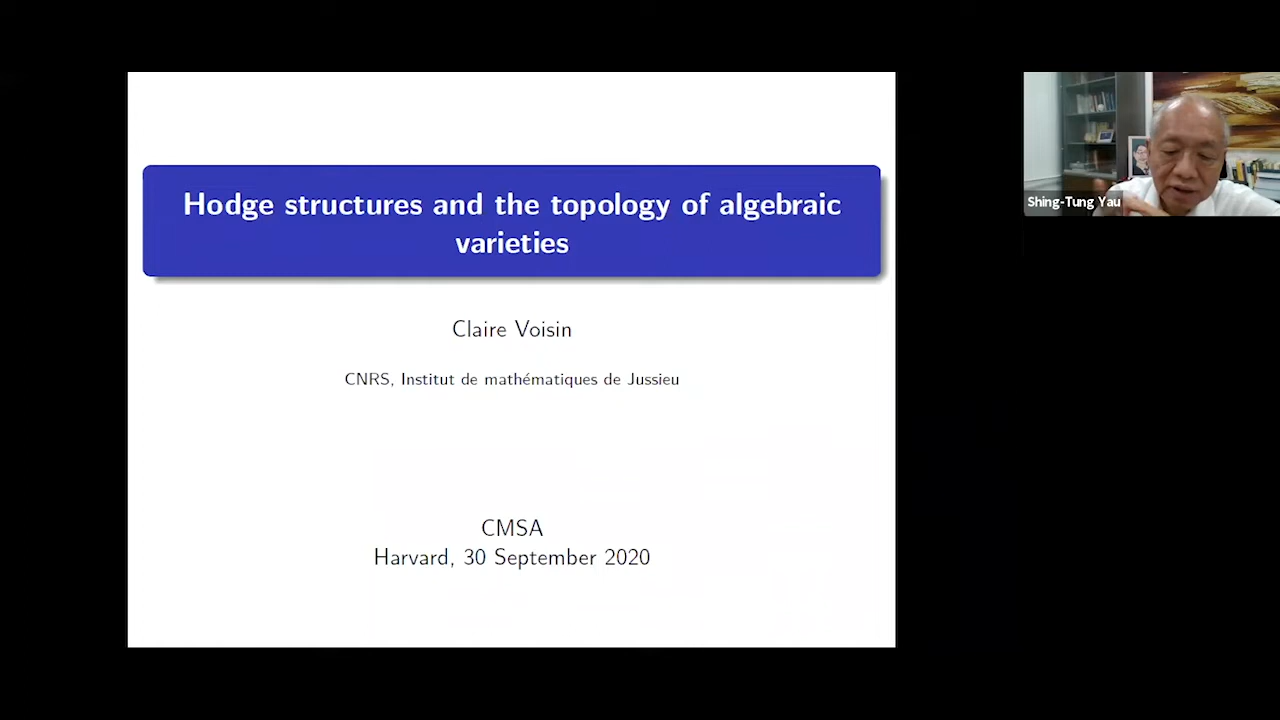 Hodge structures and the topology of algebraic
varieties
Claire Voisin
CNRS, Institut de mathématiques de Jussieu
CMSA
Harvard, 30 September 2020
Shing-Tung Yau